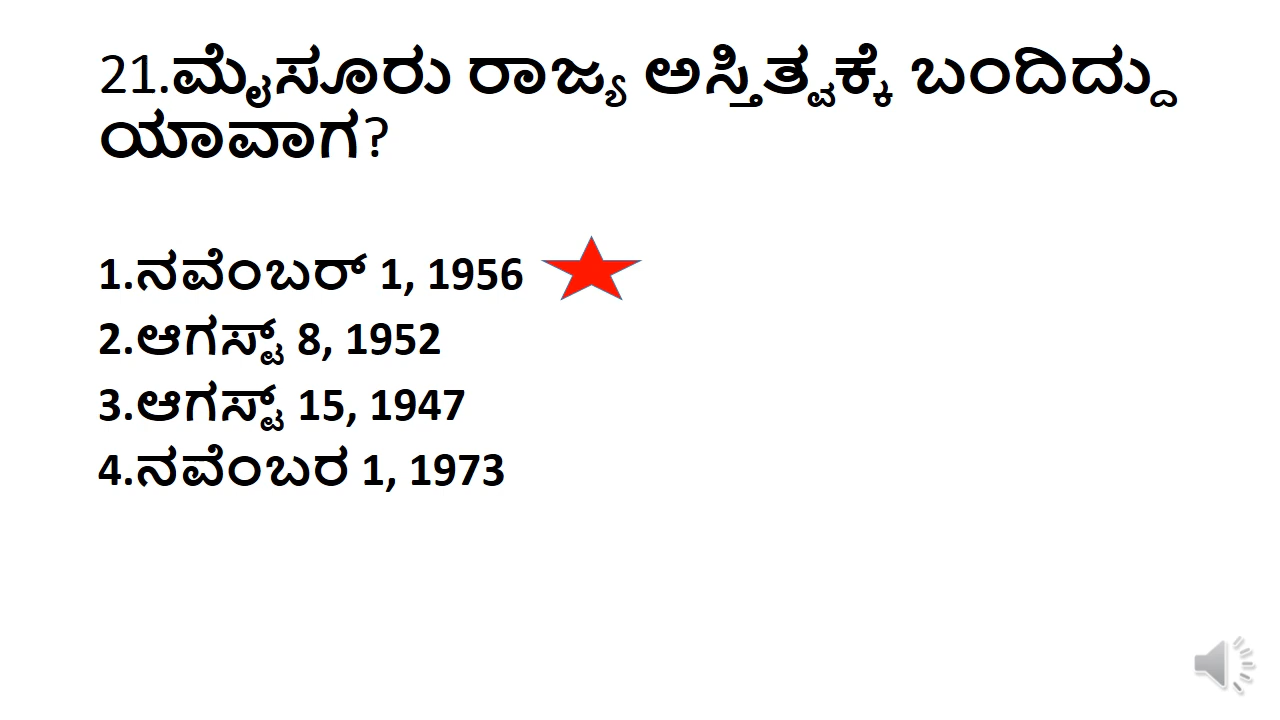 21.ಮೈಸೂರು ರಾಜ್ಯ ಅಸ್ತಿತ್ವಕ್ಕೆ ಬಂದಿದ್ದು
ಯಾವಾಗ?
1.ನವೆಂಬರ್ 1, 1956
2.ಆಗಸ್ಟ್ 8, 1952
3.ಆಗಸ್ಟ್ 15, 1947
4.ನವೆಂಬರ 1, 1973